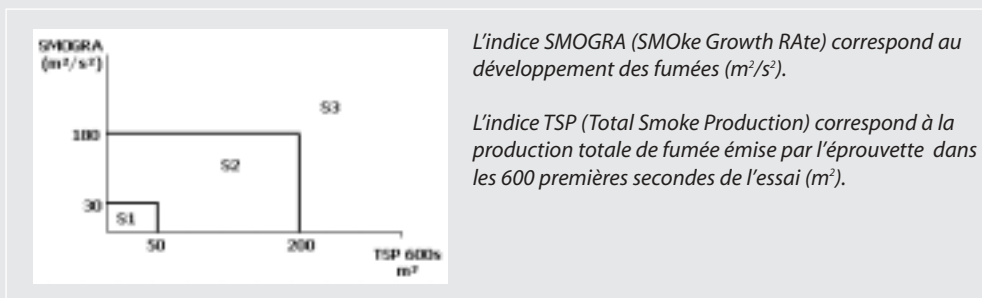 SMOGRA
(m²/s²)
S3
180
S2
30
S1
50
200
TSP 600s
m²
L’indice SMOGRA (SMOke Growth RAte) correspond au
développement des fumées (m²/s²).
L’indice TSP (Total Smoke Production) correspond à la
production totale de fumée émise par l’éprouvette dans
les 600 premières secondes de l’essai (m²).